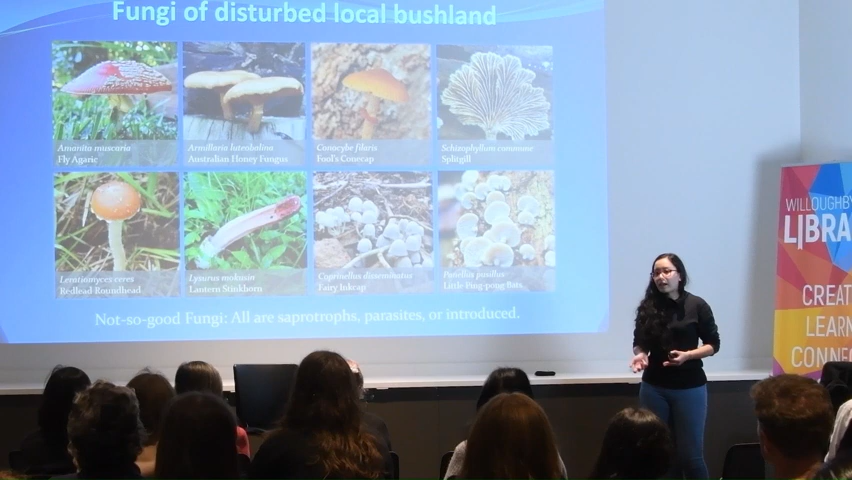 Fungi of disturbed local bushland
Amanita muscaria
Fly Agaric
Armillaria luteobubalina
Australian Honey Fungus
Conocybe filaris
Fool's Conecap
Schizophyllum commune
Splitgill
Leratiomyces ceres
Redlead Roundhead
Lysurus mokusin
Lantern Stinkhorn
Coprinellus disseminatus
Fairy Inkcap
Panellus pusillus
Little Ping-pong Bats
Not-so-good Fungi: All are saprotrophs, parasites, or introduced.
WILLOUGHBY
LIBRA
CREATE
LEARN
CONNEC